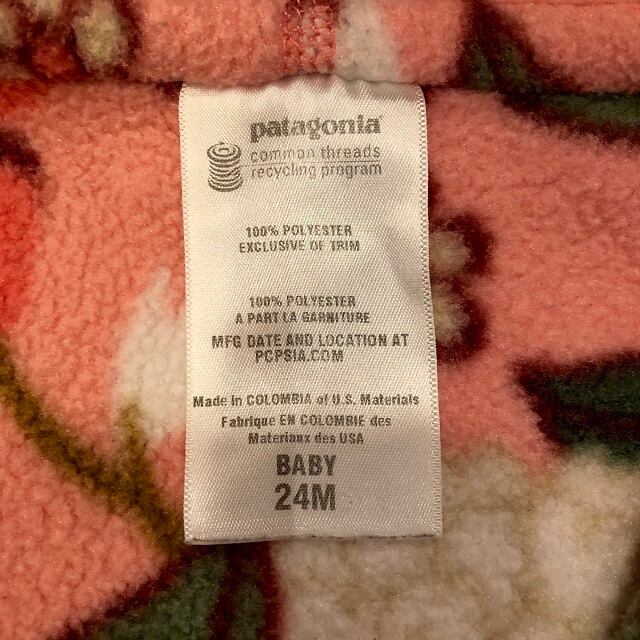 patagonia®
common threads
recycling program
100% POLYESTER
EXCLUSIVE OF TRIM
100% POLYESTER
A PART LA GARNITURE
MFG DATE AND LOCATION AT
PCPSIA.COM
Made in COLOMBIA of U.S. Materials
Fabrique EN COLOMBIE des
Materiaux des USA
BABY
24M